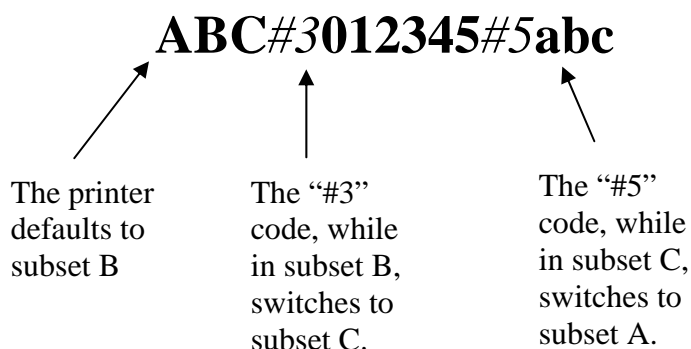 ABC#3012345#5abc
The printer
defaults to
subset B
The “#3”
code, while
in subset B,
switches to
subset C.
The “#5”
code, while
in subset C,
switches to
subset A.